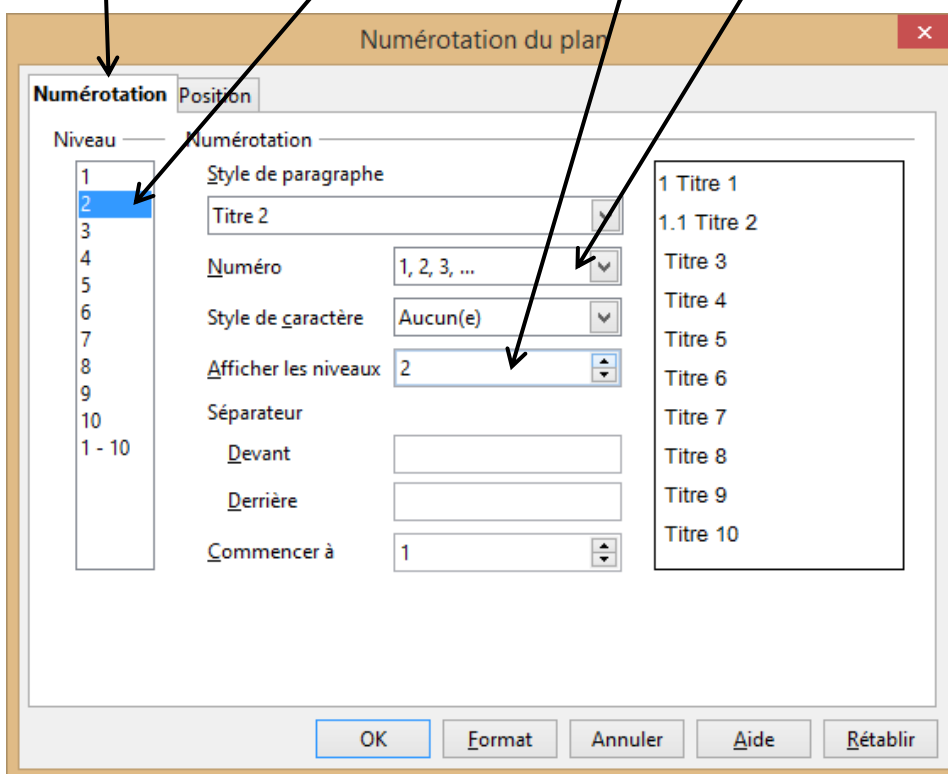 Numérotation du plan
Numérotation Position
Niveau
1
2
3
4
5
6
7
8
9
10
1 - 10
Numérotation
Style de paragraphe
Titre 2
Numéro 1, 2, 3, ...
Style de caractère Aucun(e)
Afficher les niveaux 2
Séparateur
Devant
Derrière
Commencer à 1
1 Titre 1
1.1 Titre 2
Titre 3
Titre 4
Titre 5
Titre 6
Titre 7
Titre 8
Titre 9
Titre 10
OK Format Annuler Aide Rétablir